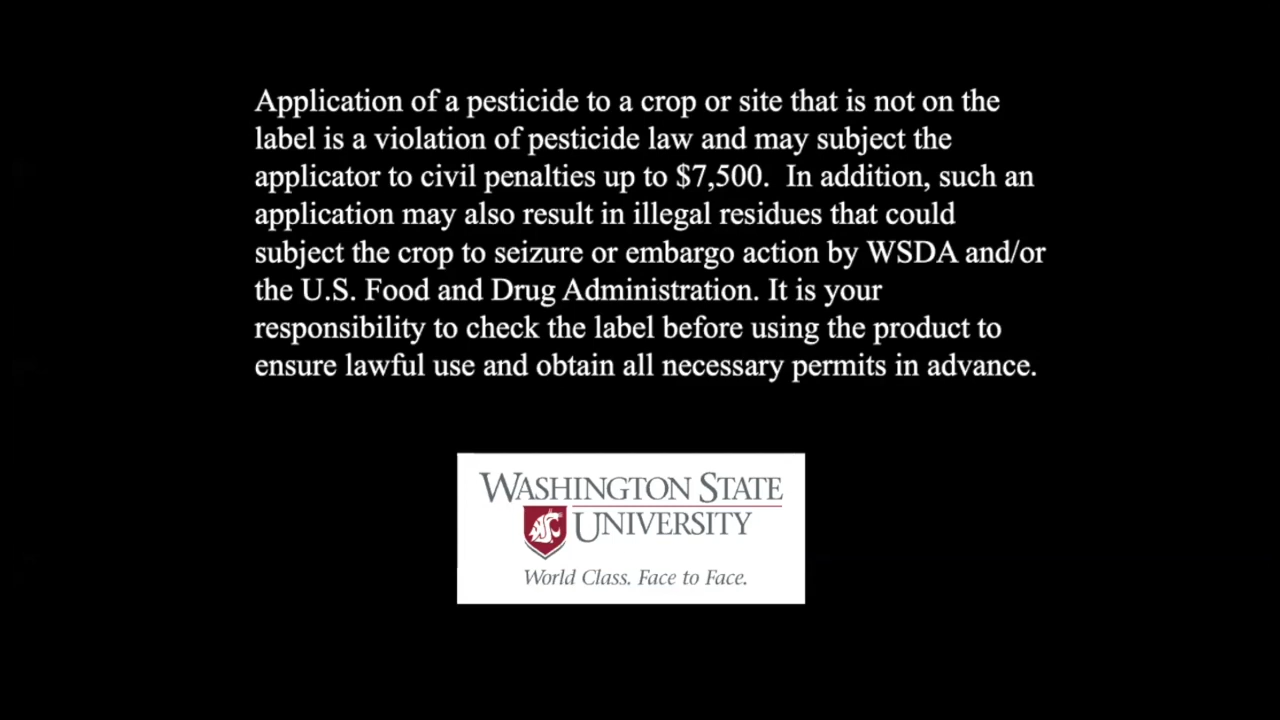 Application of a pesticide to a crop or site that is not on the
label is a violation of pesticide law and may subject the
applicator to civil penalties up to $7,500.  In addition, such an
application may also result in illegal residues that could
subject the crop to seizure or embargo action by WSDA and/or
the U.S. Food and Drug Administration. It is your
responsibility to check the label before using the product to
ensure lawful use and obtain all necessary permits in advance.
WASHINGTON STATE
UNIVERSITY
World Class. Face to Face.